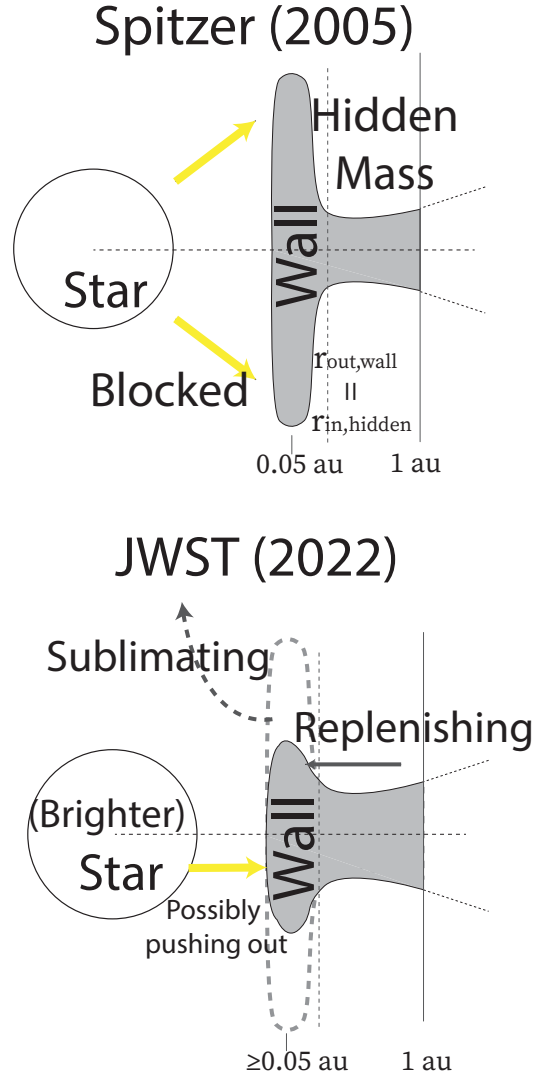 Spitzer (2005)
Hidden
Mass
Wall
Star
Blocked
rout,wall
=
rin,hidden
0.05 au
1 au
JWST (2022)
Sublimating
Replenishing
(Brighter)
Star
Wall
Possibly
pushing out
≥0.05 au
1 au